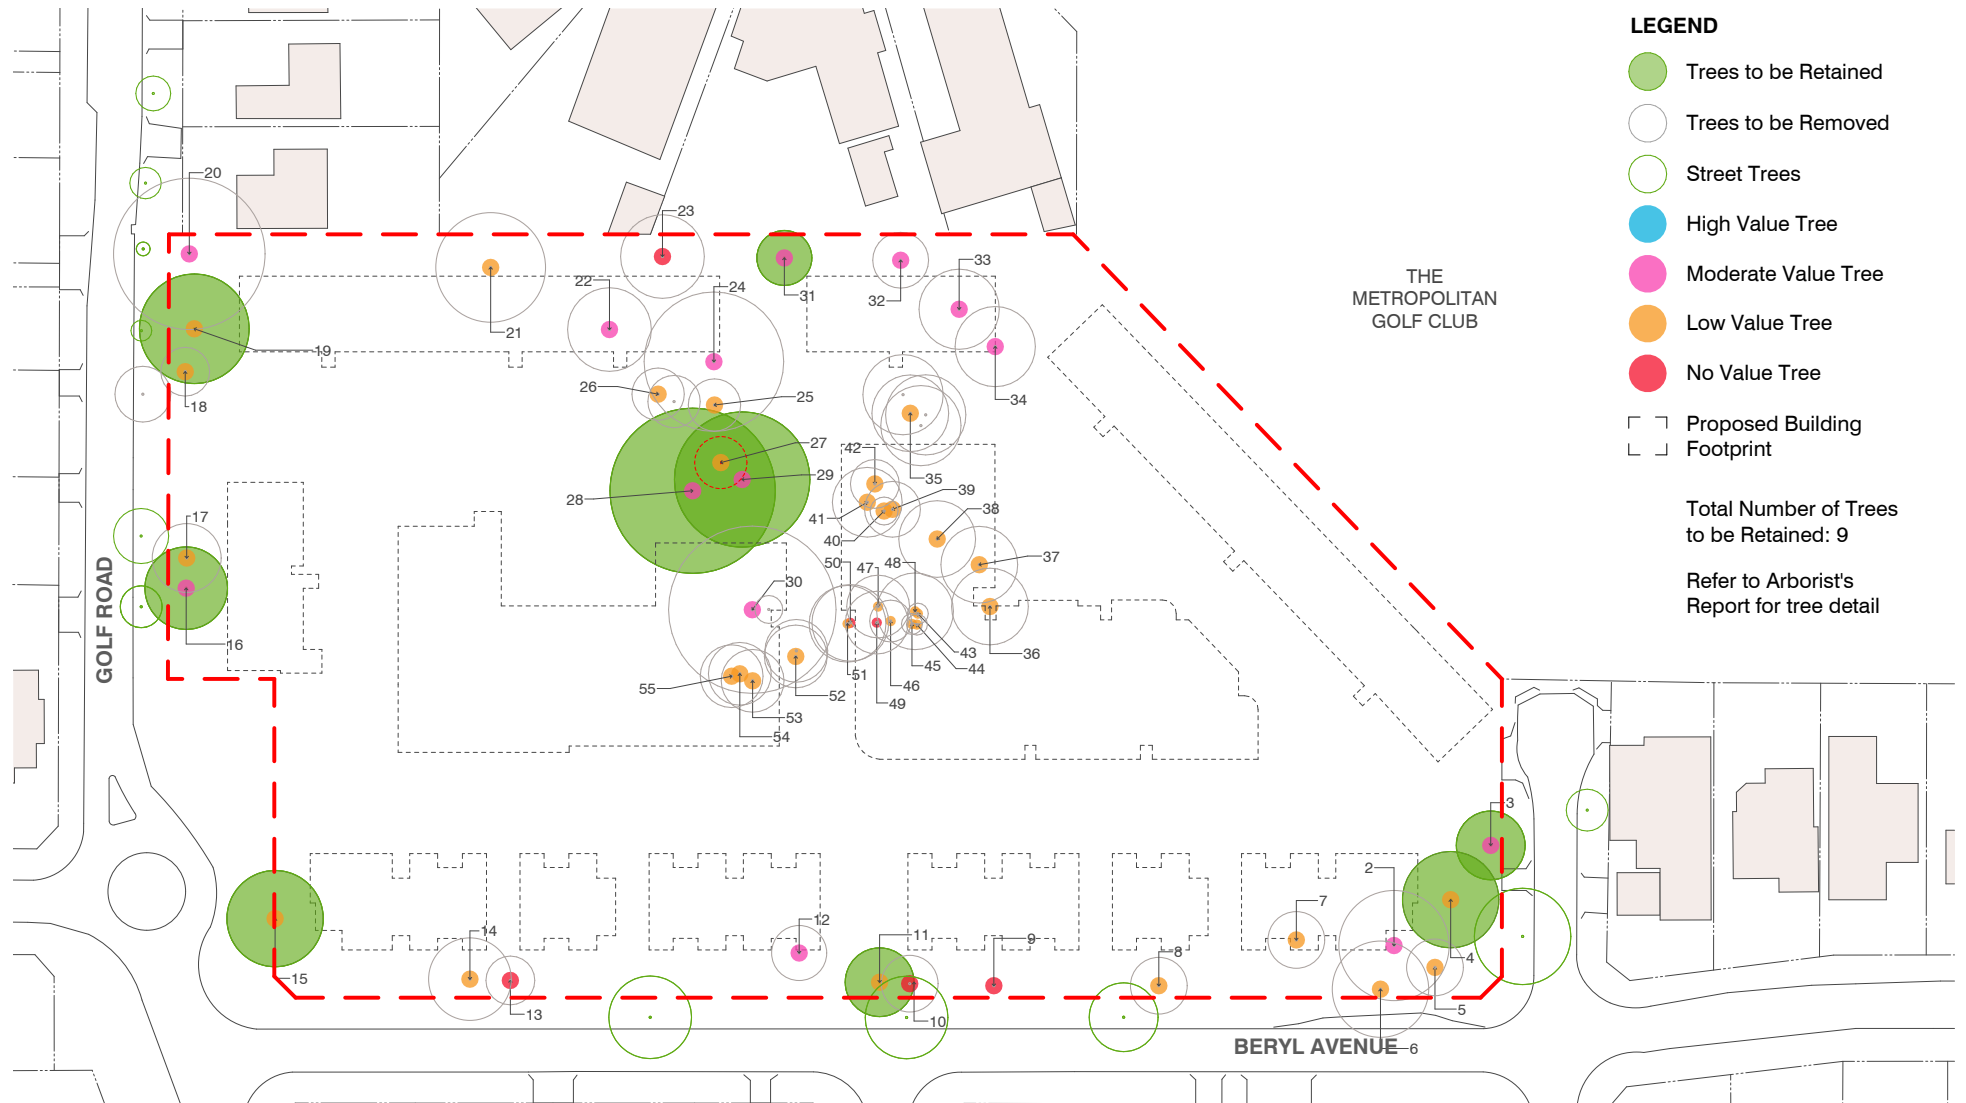 LEGEND
Trees to be Retained
Trees to be Removed
Street Trees
High Value Tree
Moderate Value Tree
Low Value Tree
No Value Tree
Proposed Building
Footprint
Total Number of Trees
to be Retained: 9
Refer to Arborist's
Report for tree detail
THE
METROPOLITAN
GOLF CLUB
GOLF ROAD
BERYL AVENUE
20
23
33
22
24
31
32
21
19
18
26
25
34
27
42
29
35
28
39
41
38
17
40
37
50
47
48
30
16
43
36
45
44
51
46
55
52
49
53
54
3
2
7
12
14
11
9
8
4
15
5
13
10
6